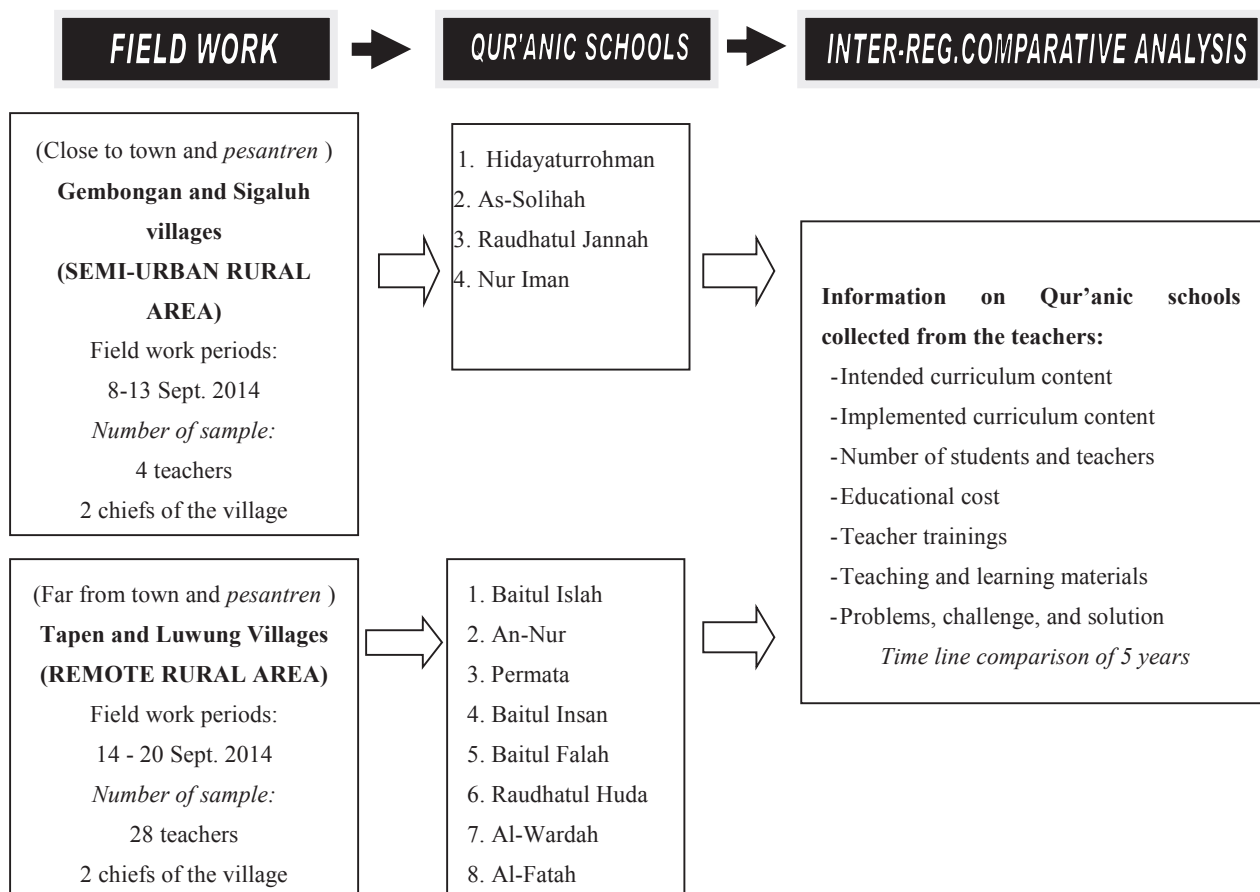 FIELD WORK
QUR'ANIC SCHOOLS
INTER-REG.COMPARATIVE ANALYSIS
(Close to town and pesantren )
Gembongan and Sigaluh
villages
(SEMI-URBAN RURAL
AREA)
Field work periods:
8-13 Sept. 2014
Number of sample:
4 teachers
2 chiefs of the village
1. Hidayaturrohman
2. As-Solihah
3. Raudhatul Jannah
4. Nur Iman
(Far from town and pesantren )
Tapen and Luwung Villages
(REMOTE RURAL AREA)
Field work periods:
14 - 20 Sept. 2014
Number of sample:
28 teachers
2 chiefs of the village
1. Baitul Islah
2. An-Nur
3. Permata
4. Baitul Insan
5. Baitul Falah
6. Raudhatul Huda
7. Al-Wardah
8. Al-Fatah
Information on Qur’anic schools
collected from the teachers:
-Intended curriculum content
-Implemented curriculum content
-Number of students and teachers
-Educational cost
-Teacher trainings
-Teaching and learning materials
-Problems, challenge, and solution
Time line comparison of 5 years